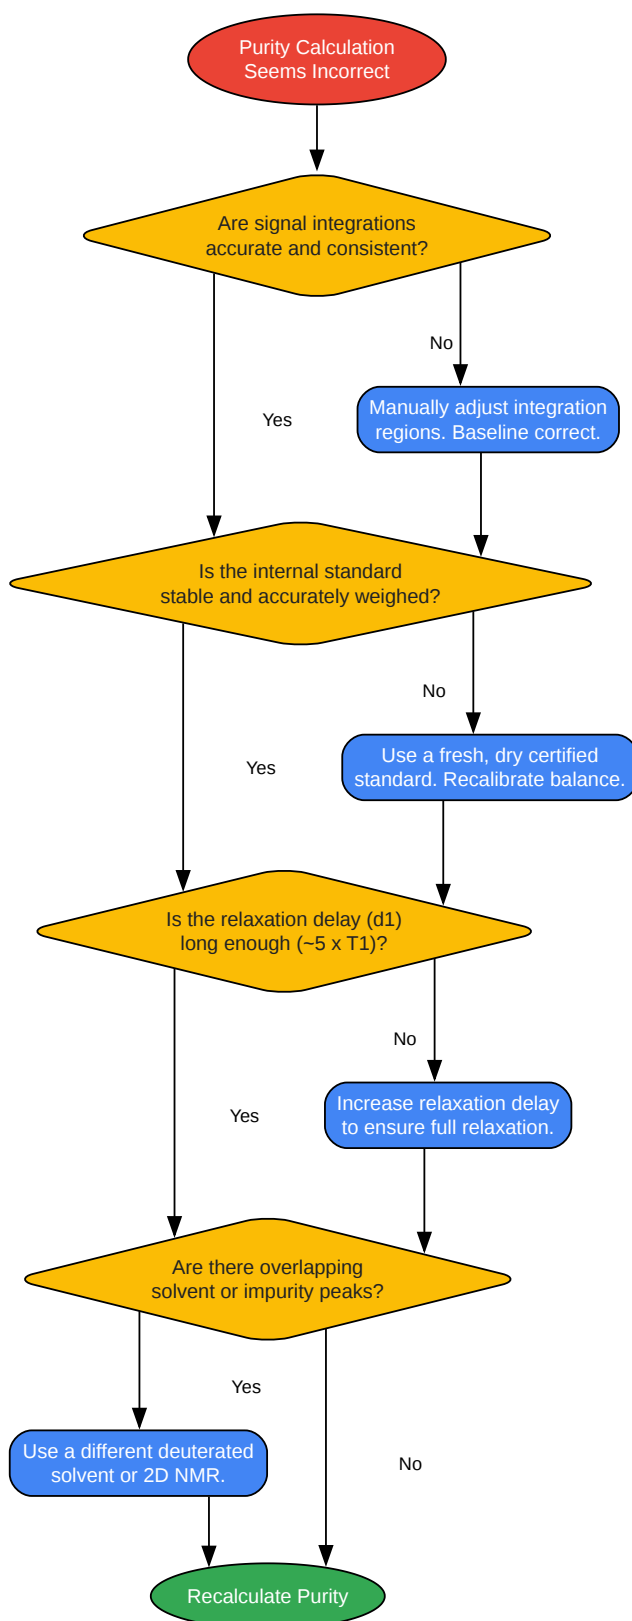 Purity Calculation
Seems Incorrect
Are signal integrations
accurate and consistent?
No
Manually adjust integration
regions. Baseline correct.
Yes
Is the internal standard
stable and accurately weighed?
No
Use a fresh, dry certified
standard. Recalibrate balance.
Yes
Is the relaxation delay (d1)
long enough (~5 x T1)?
No
Increase relaxation delay
to ensure full relaxation.
Yes
Are there overlapping
solvent or impurity peaks?
Yes
Use a different deuterated
solvent or 2D NMR.
No
Recalculate Purity